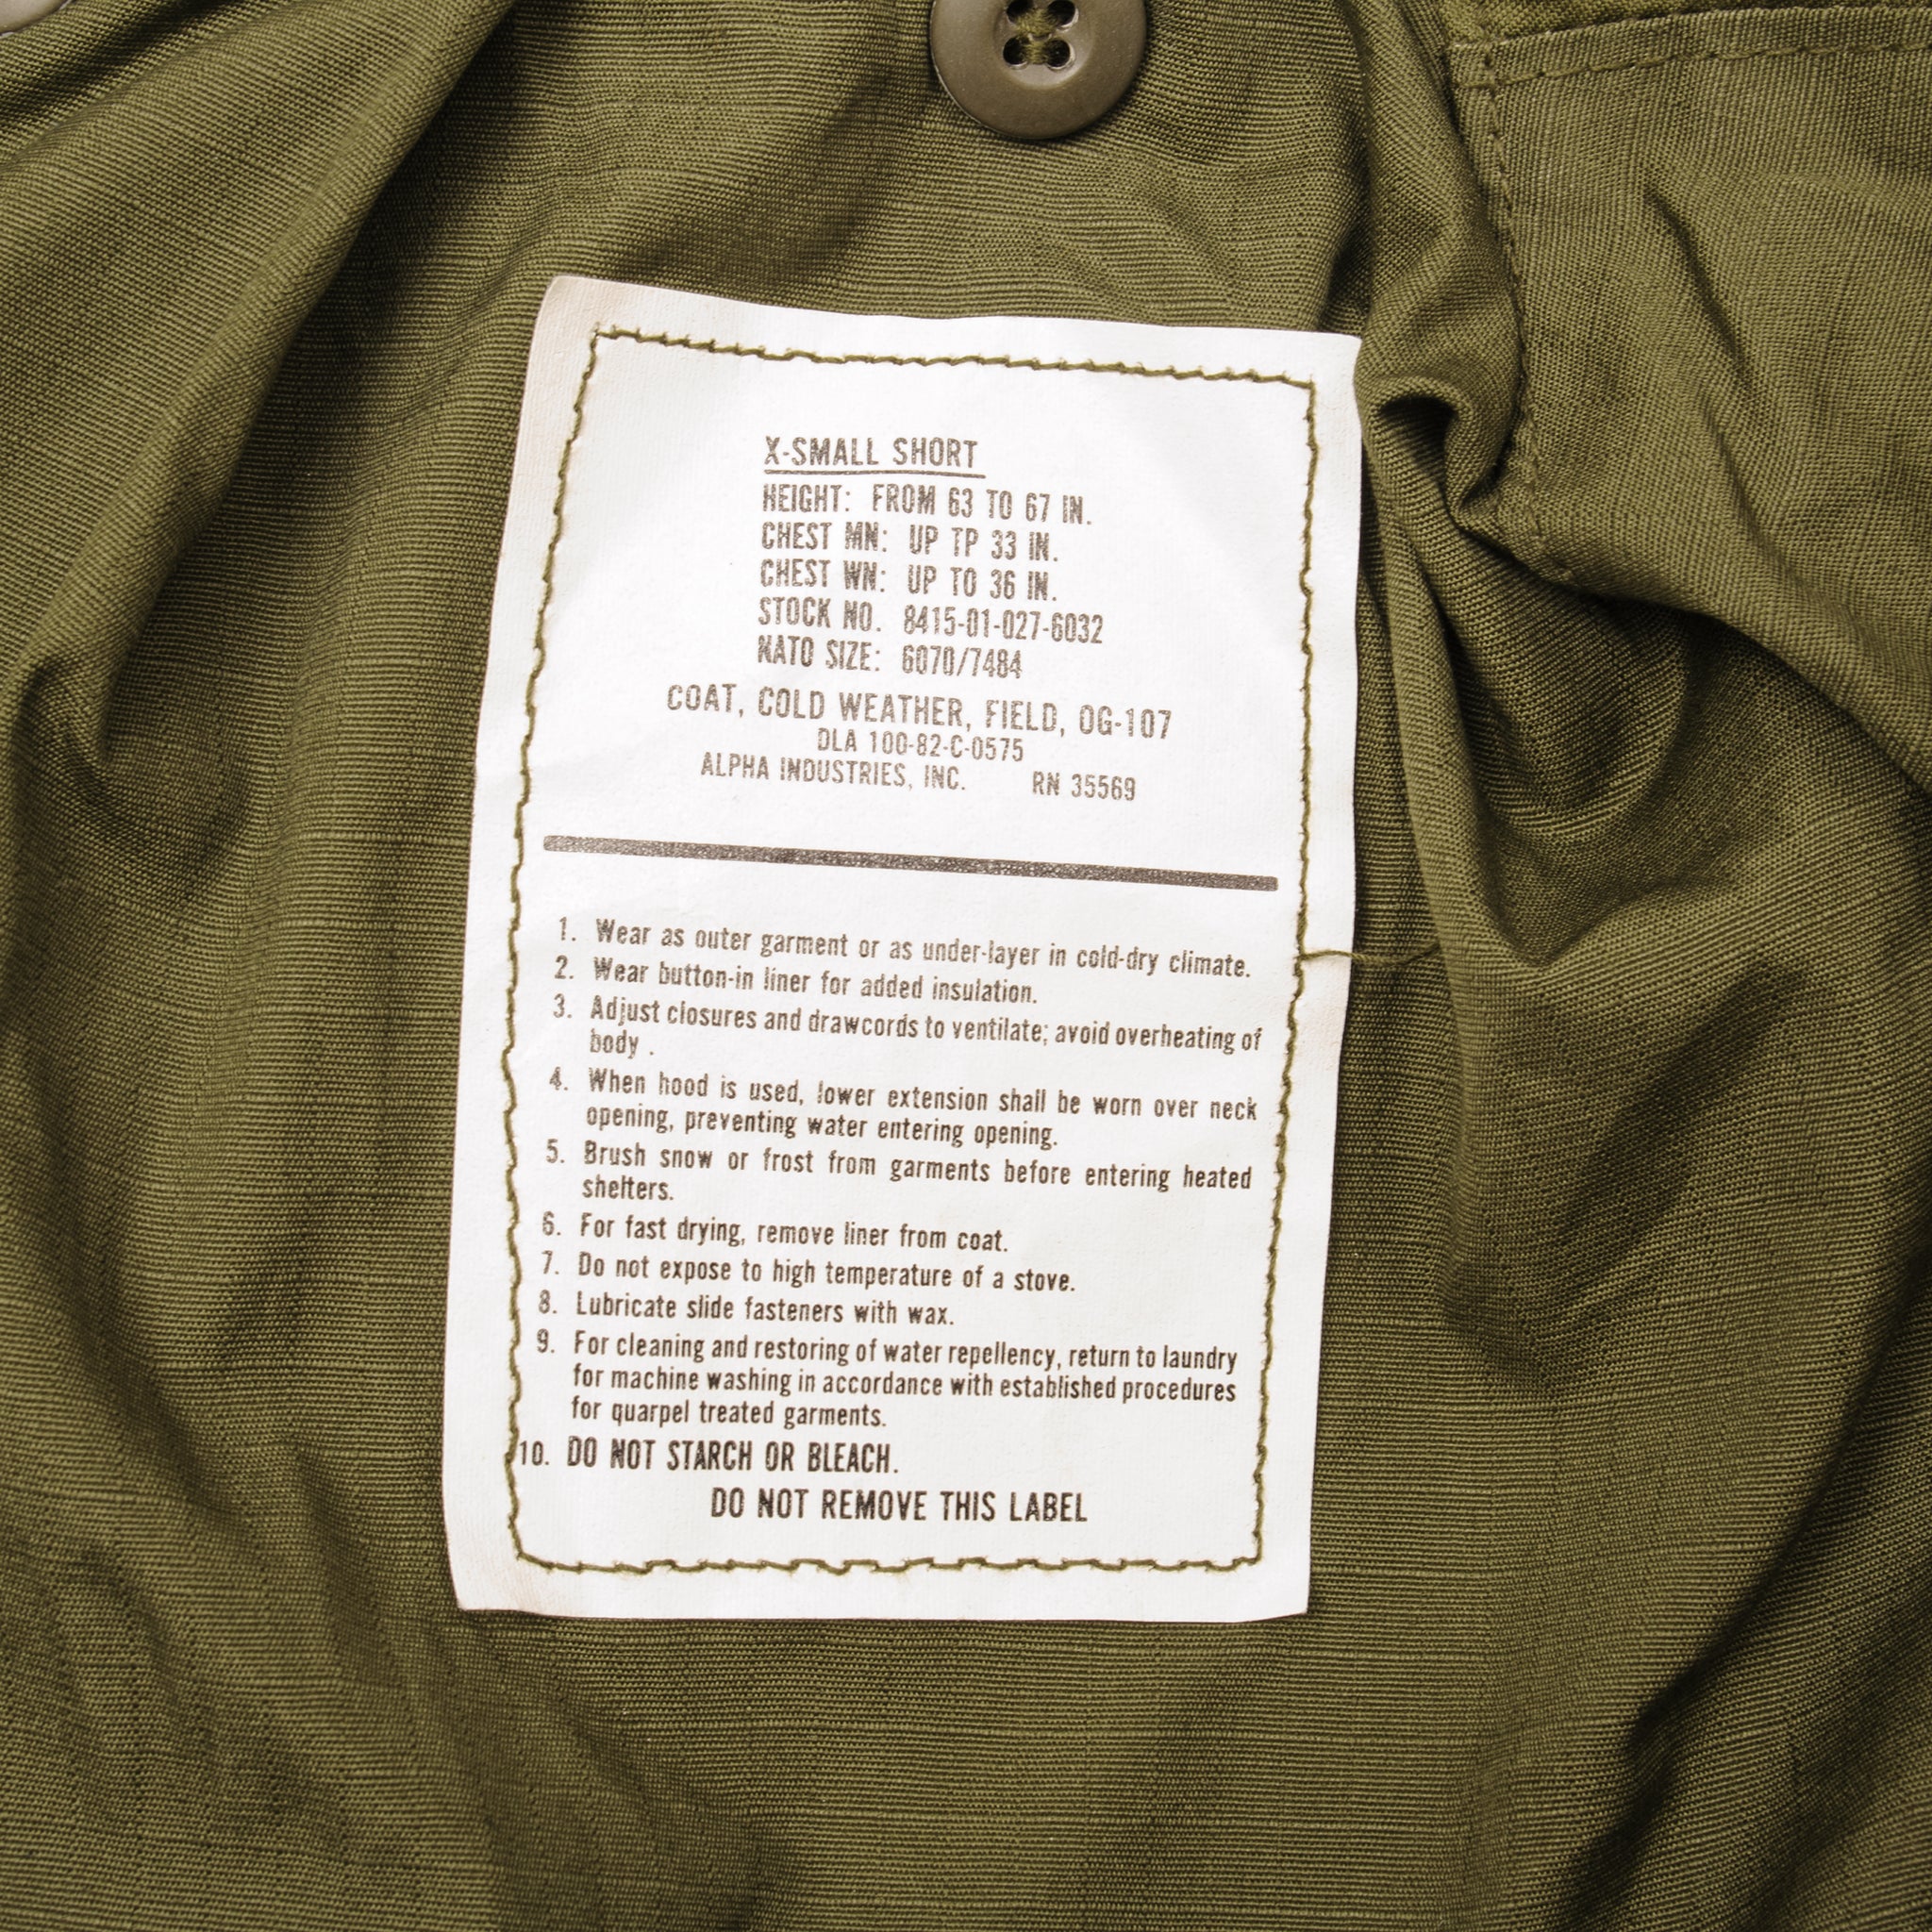 X-SMALL SHORT
HEIGHT: FROM 63 TO 67 IN.
CHEST MN: UP TP 33 IN.
CHEST WN: UP TO 36 IN.
STOCK NO. 8415-01-027-6032
NATO SIZE: 6070/7484
COAT, COLD WEATHER, FIELD, OG-107
DLA 100-82-C-0575
ALPHA INDUSTRIES, INC. RN 35569
1. Wear as outer garment or as under-layer in cold-dry climate.
2. Wear button-in liner for added insulation.
3. Adjust closures and drawcords to ventilate; avoid overheating of
body .
4. When hood is used, lower extension shall be worn over neck
opening, preventing water entering opening.
5. Brush snow or frost from garments before entering heated
shelters.
6. For fast drying, remove liner from coat.
7. Do not expose to high temperature of a stove.
8. Lubricate slide fasteners with wax.
9. For cleaning and restoring of water repellency, return to laundry
for machine washing in accordance with established procedures
for quarpel treated garments.
10. DO NOT STARCH OR BLEACH.
DO NOT REMOVE THIS LABEL